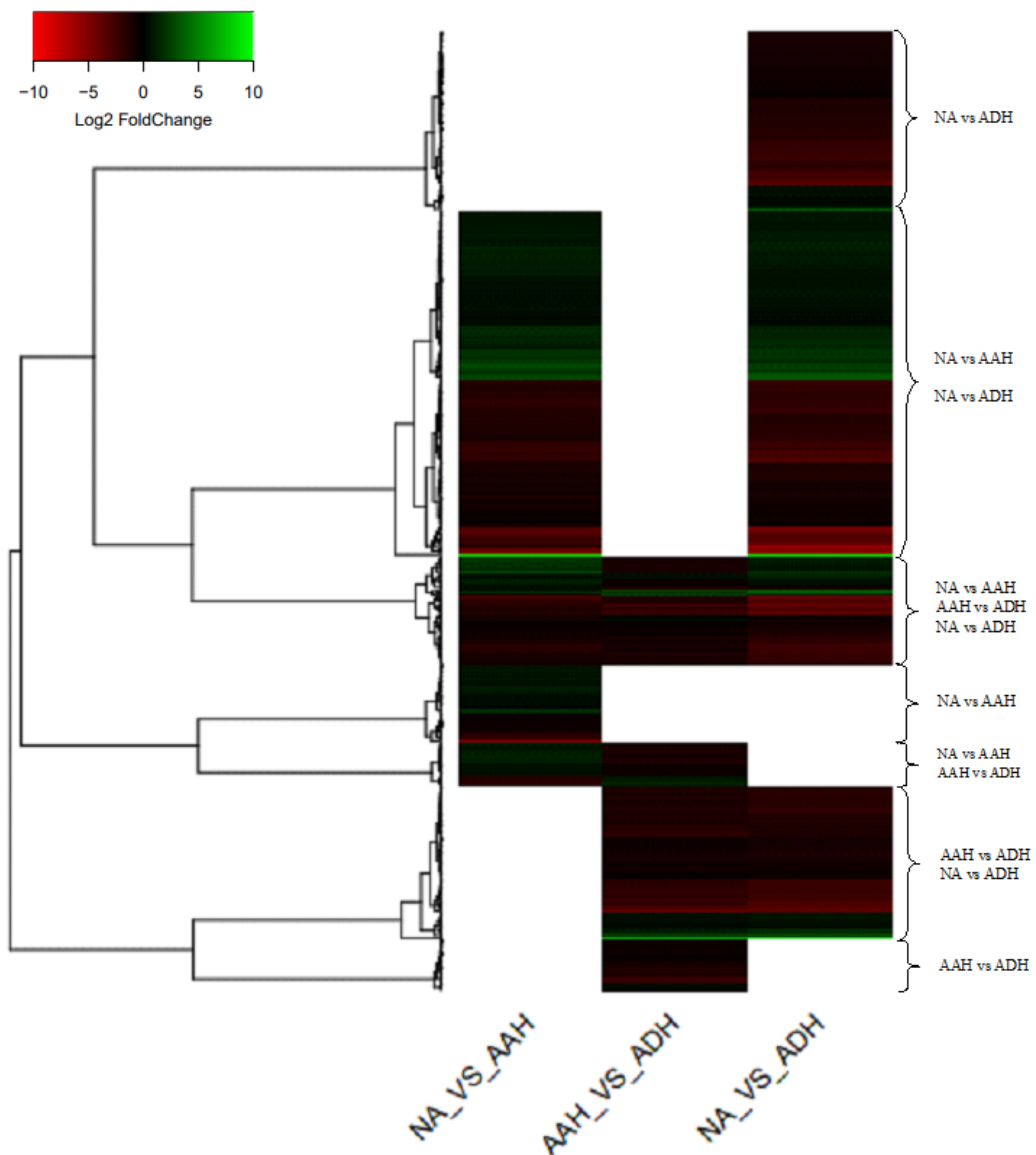 −10 −5 0 5 10
Log2 FoldChange
NA vs ADH
NA vs AAH
NA vs ADH
NA vs AAH
AAH vs ADH
NA vs ADH
NA vs AAH
NA vs AAH
AAH vs ADH
AAH vs ADH
NA vs ADH
AAH vs ADH
NA_VS_AAH
AAH_VS_ADH
NA_VS_ADH